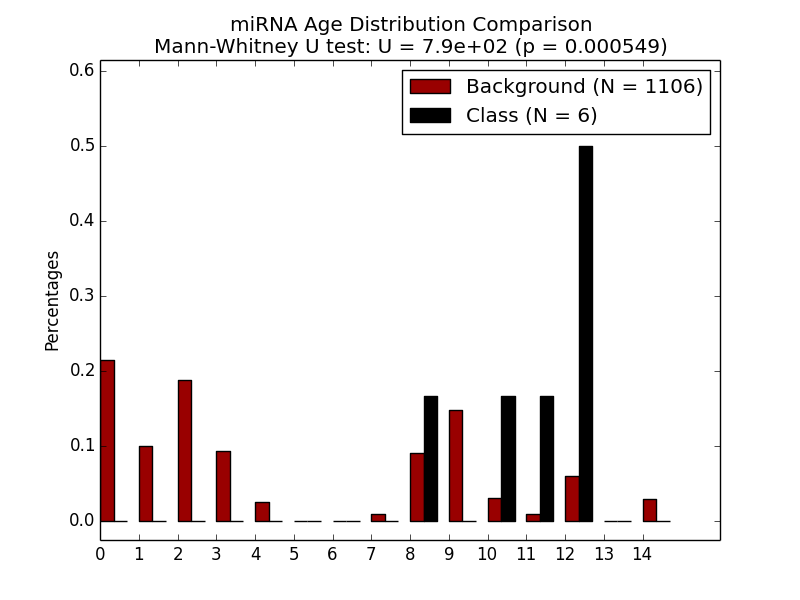 miRNA Age Distribution Comparison
Mann-Whitney U test: U = 7.9e+02 (p = 0.000549)
Background (N = 1106)
Class (N = 6)
Percentages
0.6
0.5
0.4
0.3
0.2
0.1
0.0
0 1 2 3 4 5 6 7 8 9 10 11 12 13 14